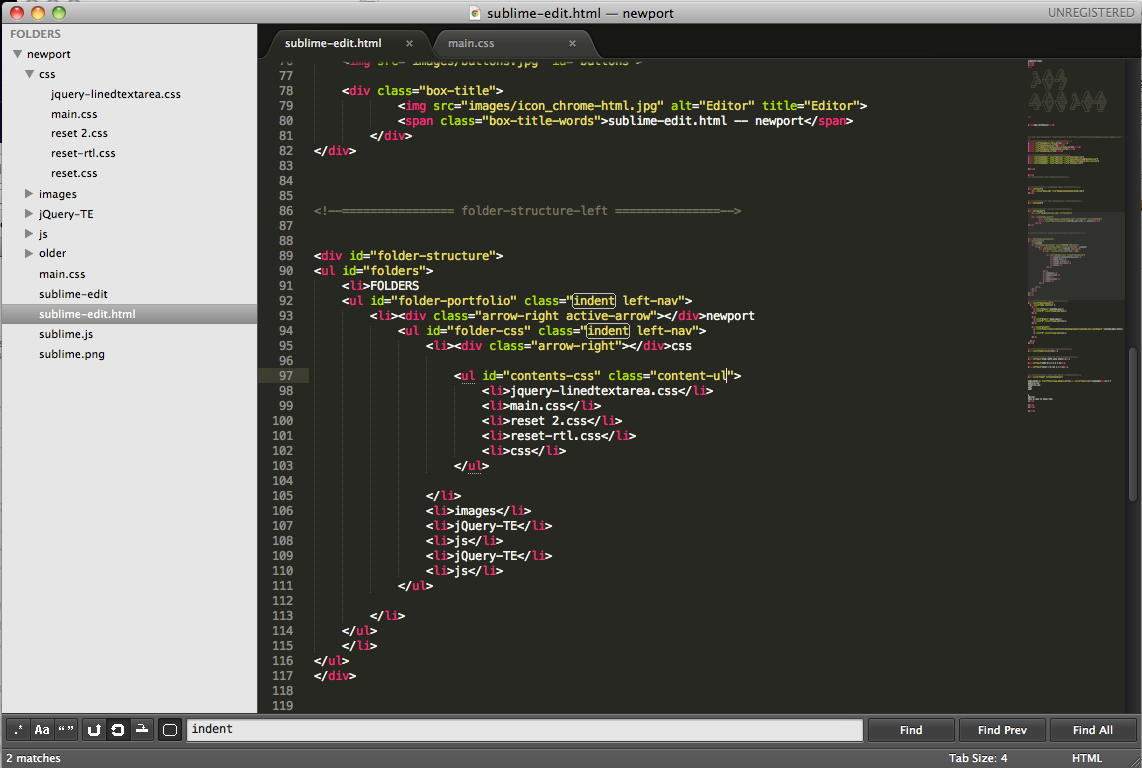 sublime-edit.html — newport
UNREGISTERED
FOLDERS
newport
css
jquery-linedtextarea.css
main.css
reset 2.css
reset-rtl.css
reset.css
images
jQuery-TE
js
older
main.css
sublime-edit
sublime-edit.html
sublime.js
sublime.png
sublime-edit.html ×
main.css ×
76 <img src="images/buttons.jpg" id="buttons">
77
78 <div class="box-title">
79 <img src="images/icon_chrome-html.jpg" alt="Editor" title="Editor">
80 <span class="box-title-words">sublime-edit.html -- newport</span>
81 </div>
82 </div>
83
84
85
86 <!--================ folder-structure-left ===============-->
87
88
89 <div id="folder-structure">
90 <ul id="folders">
91 <li>FOLDERS
92 <ul id="folder-portfolio" class="indent left-nav">
93 <li><div class="arrow-right active-arrow"></div>newport
94 <ul id="folder-css" class="indent left-nav">
95 <li><div class="arrow-right"></div>css
96
97 <ul id="contents-css" class="content-ul">
98 <li>jquery-linedtextarea.css</li>
99 <li>main.css</li>
100 <li>reset 2.css</li>
101 <li>reset-rtl.css</li>
102 <li>css</li>
103 </ul>
104
105 </li>
106 <li>images</li>
107 <li>jQuery-TE</li>
108 <li>js</li>
109 <li>jQuery-TE</li>
110 <li>js</li>
111 </ul>
112
113 </li>
114 </ul>
115 </li>
116 </ul>
117 </div>
118
119
.* Aa “” indent Find Find Prev Find All
2 matches Tab Size: 4 HTML